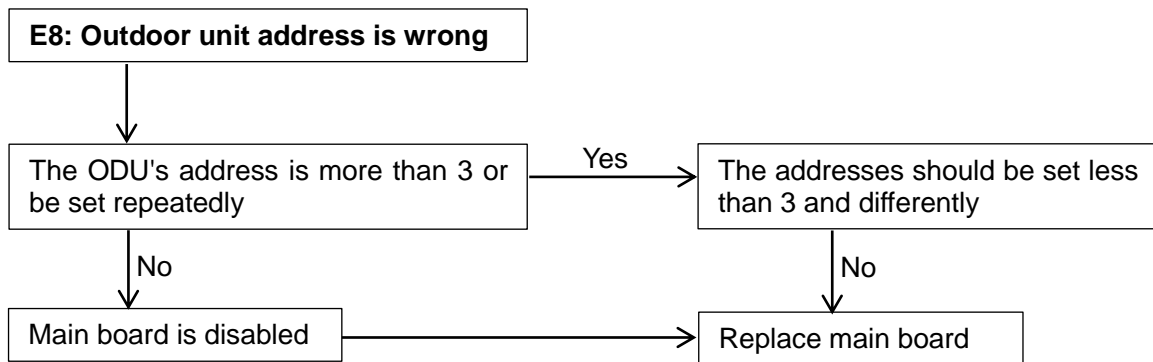 E8: Outdoor unit address is wrong
The ODU's address is more than 3 or
be set repeatedly
Yes
The addresses should be set less
than 3 and differently
No
No
Main board is disabled
Replace main board